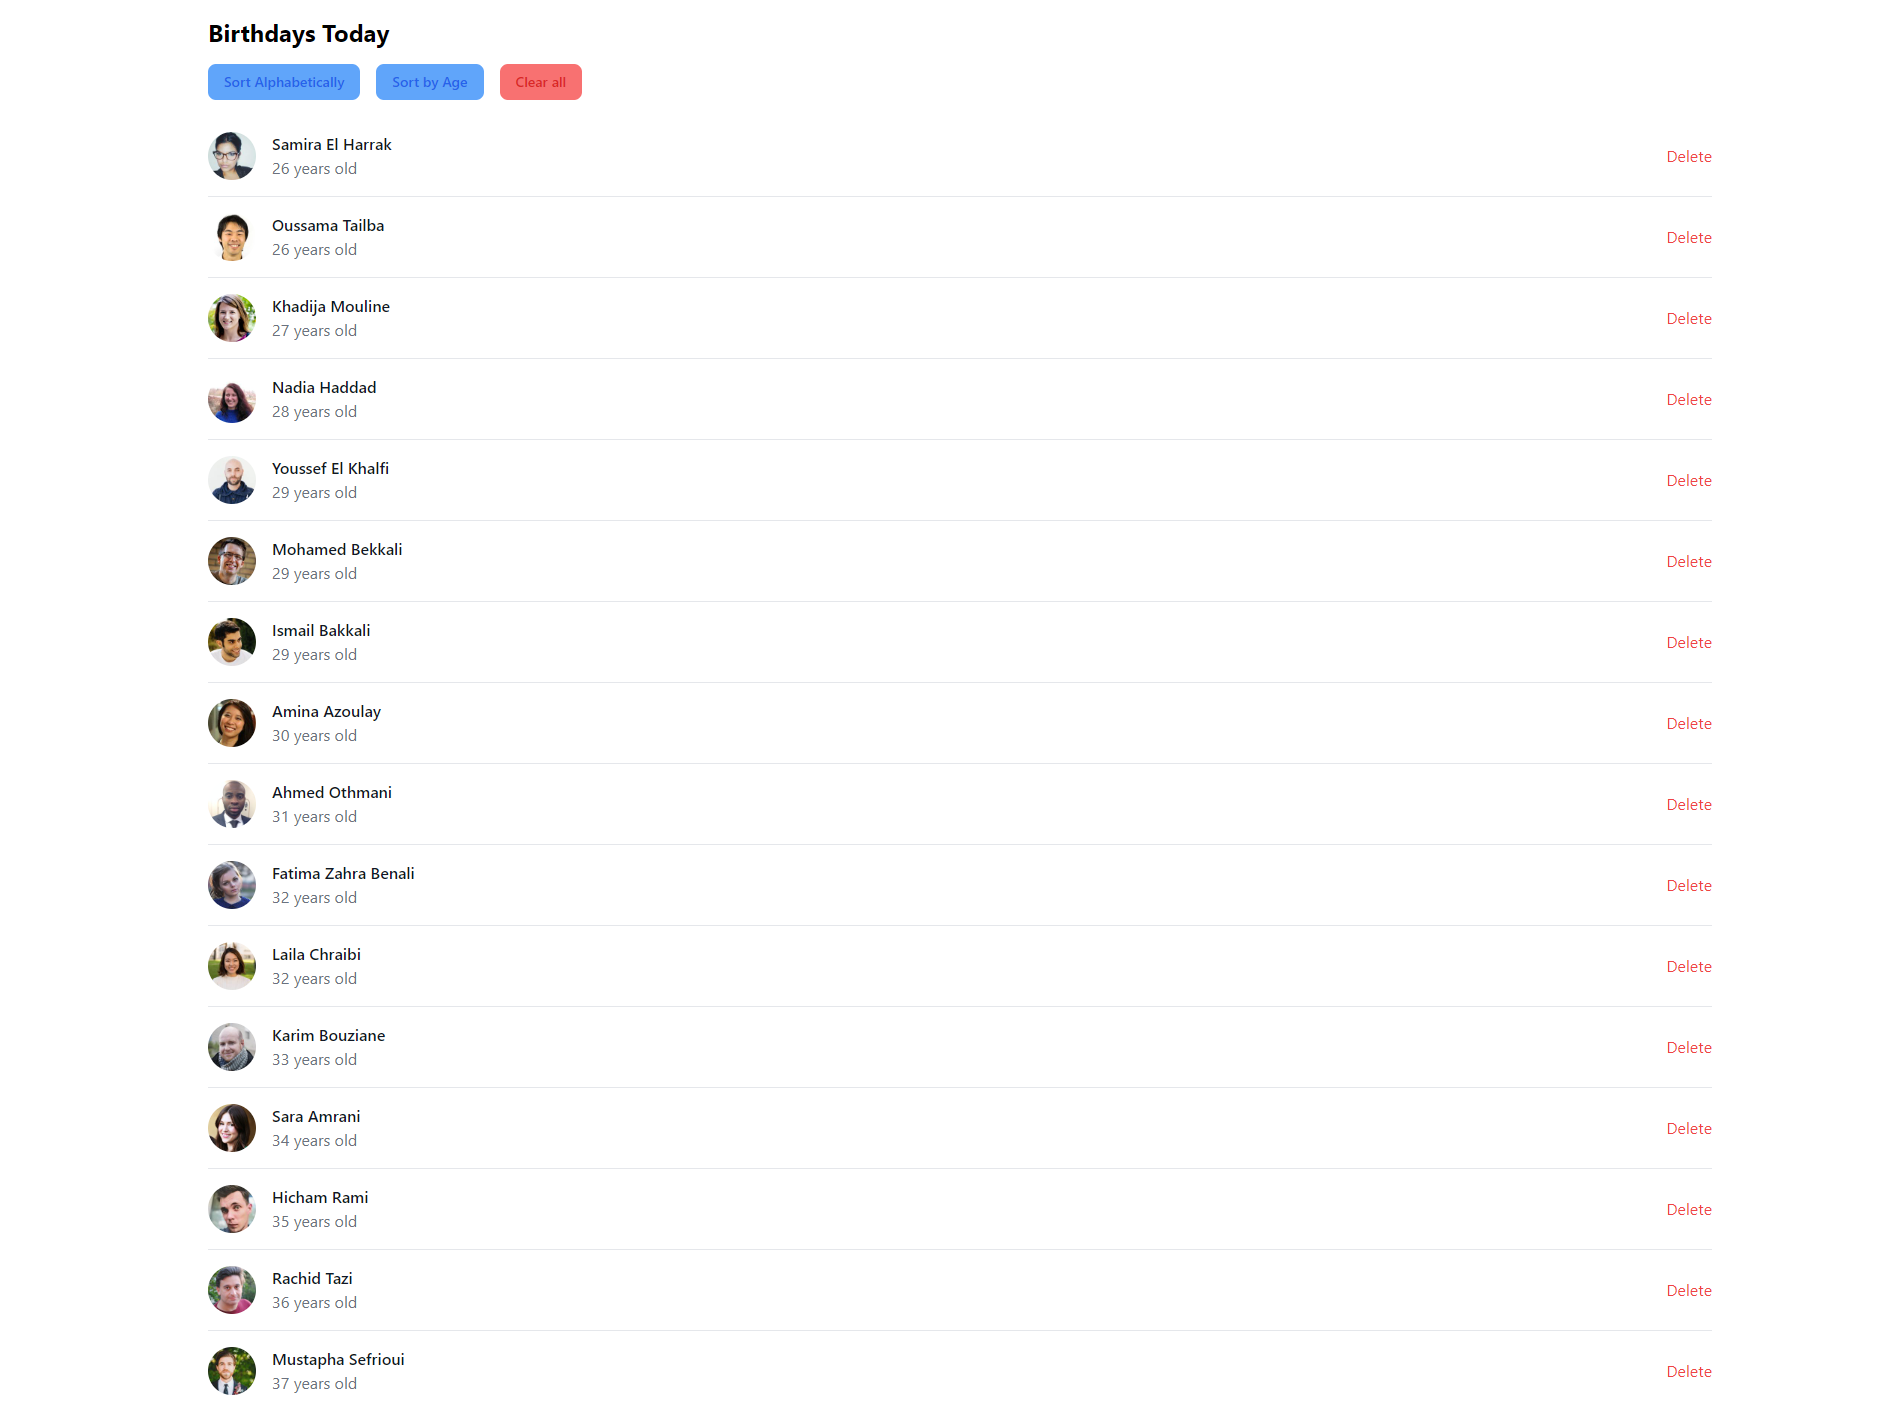 Birthdays Today
Sort Alphabetically Sort by Age Clear all
Samira El Harrak
26 years old
Delete
Oussama Tailba
26 years old
Delete
Khadija Mouline
27 years old
Delete
Nadia Haddad
28 years old
Delete
Youssef El Khalfi
29 years old
Delete
Mohamed Bekkali
29 years old
Delete
Ismail Bakkali
29 years old
Delete
Amina Azoulay
30 years old
Delete
Ahmed Othmani
31 years old
Delete
Fatima Zahra Benali
32 years old
Delete
Laila Chraibi
32 years old
Delete
Karim Bouziane
33 years old
Delete
Sara Amrani
34 years old
Delete
Hicham Rami
35 years old
Delete
Rachid Tazi
36 years old
Delete
Mustapha Sefrioui
37 years old
Delete